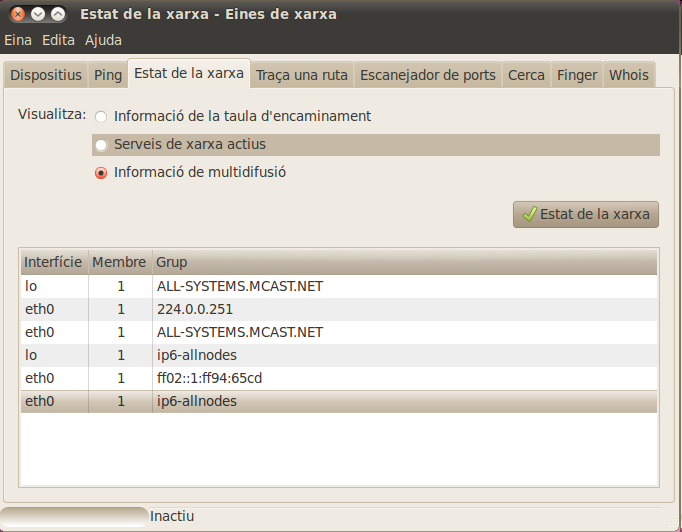 Estat de la xarxa - Eines de xarxa
Eina Edita Ajuda
Dispositius Ping Estat de la xarxa Traça una ruta Escanejador de ports Cerca Finger Whois
Visualitza: Informació de la taula d'encaminament
Serveis de xarxa actius
Informació de multidifusió
Estat de la xarxa
Interfície Membre Grup
lo 1 ALL-SYSTEMS.MCAST.NET
eth0 1 224.0.0.251
eth0 1 ALL-SYSTEMS.MCAST.NET
lo 1 ip6-allnodes
eth0 1 ff02::1:ff94:65cd
eth0 1 ip6-allnodes
Inactiu